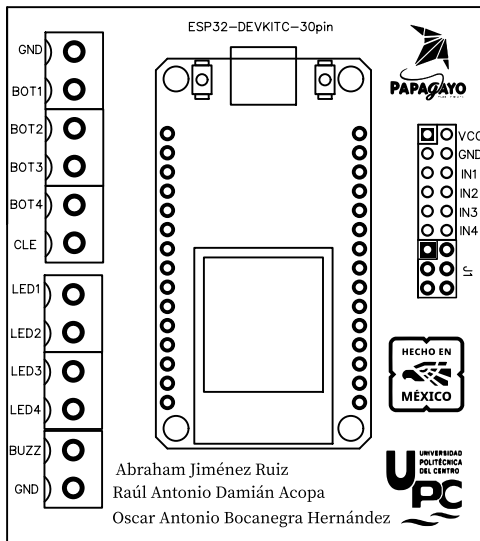 ESP32-DEVKITC-30pin
GND
BOT1
BOT2
BOT3
BOT4
CLE
LED1
LED2
LED3
LED4
BUZZ
GND
PAPAGAYO
VCC
GND
IN1
IN2
IN3
IN4
J1
HECHO EN
MÉXICO
UNIVERSIDAD
POLITÉCNICA
DEL CENTRO
UPC
Abraham Jiménez Ruiz
Raúl Antonio Damián Acopa
Oscar Antonio Bocanegra Hernández